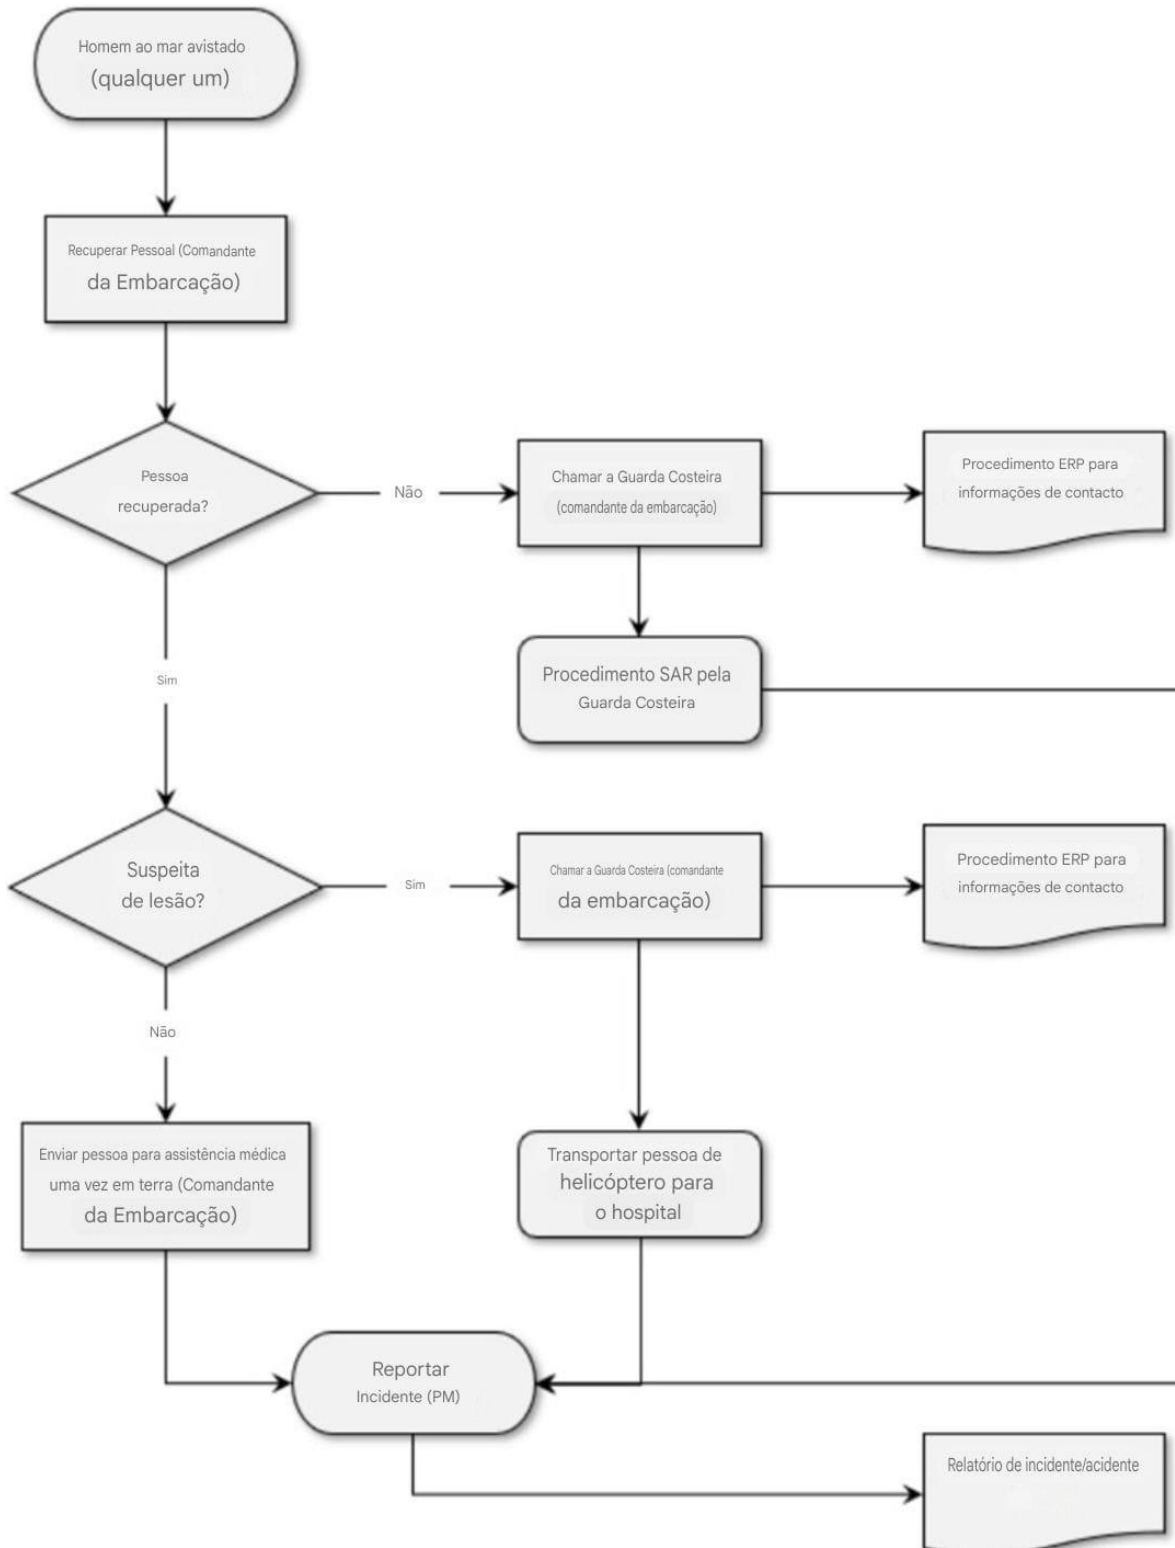 Homem ao mar avistado
(qualquer um)
Recuperar Pessoal (Comandante
da Embarcação)
Pessoa
recuperada?
Não
Chamar a Guarda Costeira
(comandante da embarcação)
Procedimento ERP para
informações de contacto
Sim
Procedimento SAR pela
Guarda Costeira
Suspeita
de lesão?
Sim
Chamar a Guarda Costeira (comandante
da embarcação)
Procedimento ERP para
informações de contacto
Não
Enviar pessoa para assistência médica
uma vez em terra (Comandante
da Embarcação)
Transportar pessoa de
helicóptero para
o hospital
Reportar
Incidente (PM)
Relatório de incidente/acidente